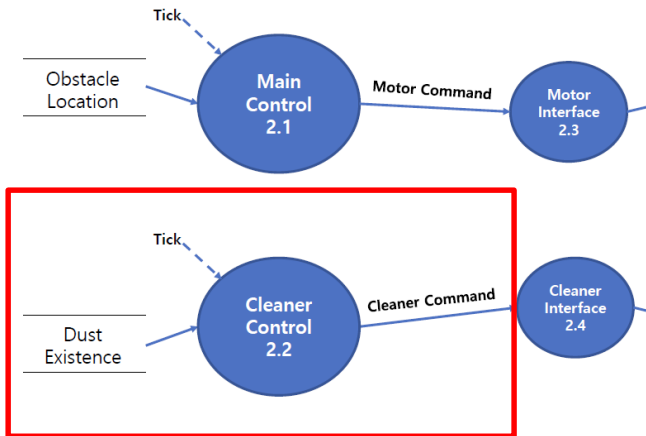 Tick
Obstacle
Location
Main
Control
2.1
Motor Command
Motor
Interface
2.3
Tick
Dust
Existence
Cleaner
Control
2.2
Cleaner Command
Cleaner
Interface
2.4